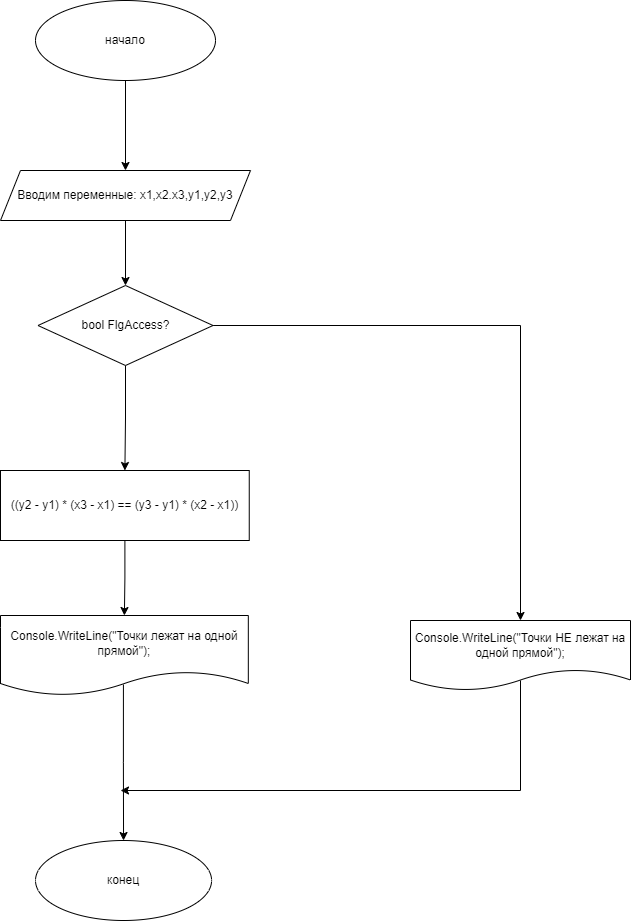 начало
Вводим переменные: x1,x2.x3,y1,y2,y3
bool FlgAccess?
((y2 - y1) * (x3 - x1) == (y3 - y1) * (x2 - x1))
Console.WriteLine("Точки лежат на одной
прямой");
Console.WriteLine("Точки НЕ лежат на
одной прямой");
конец